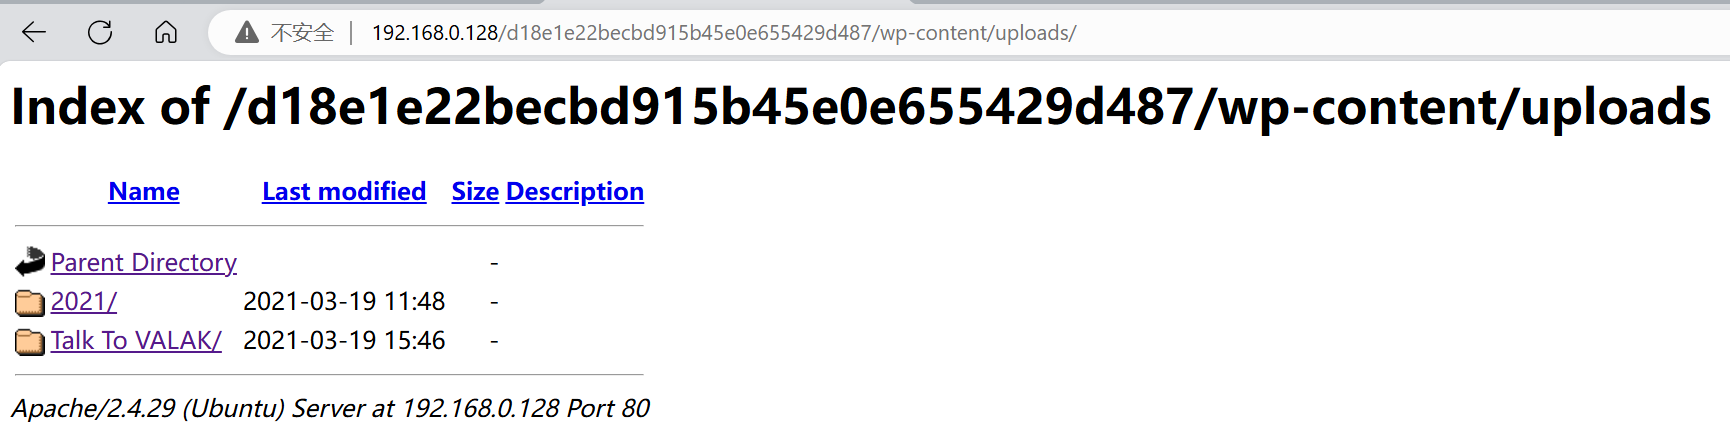 不安全 | 192.168.0.128/d18e1e22becbd915b45e0e655429d487/wp-content/uploads/
Index of /d18e1e22becbd915b45e0e655429d487/wp-content/uploads
Name Last modified Size Description
Parent Directory -
2021/ 2021-03-19 11:48 -
Talk To VALAK/ 2021-03-19 15:46 -
Apache/2.4.29 (Ubuntu) Server at 192.168.0.128 Port 80